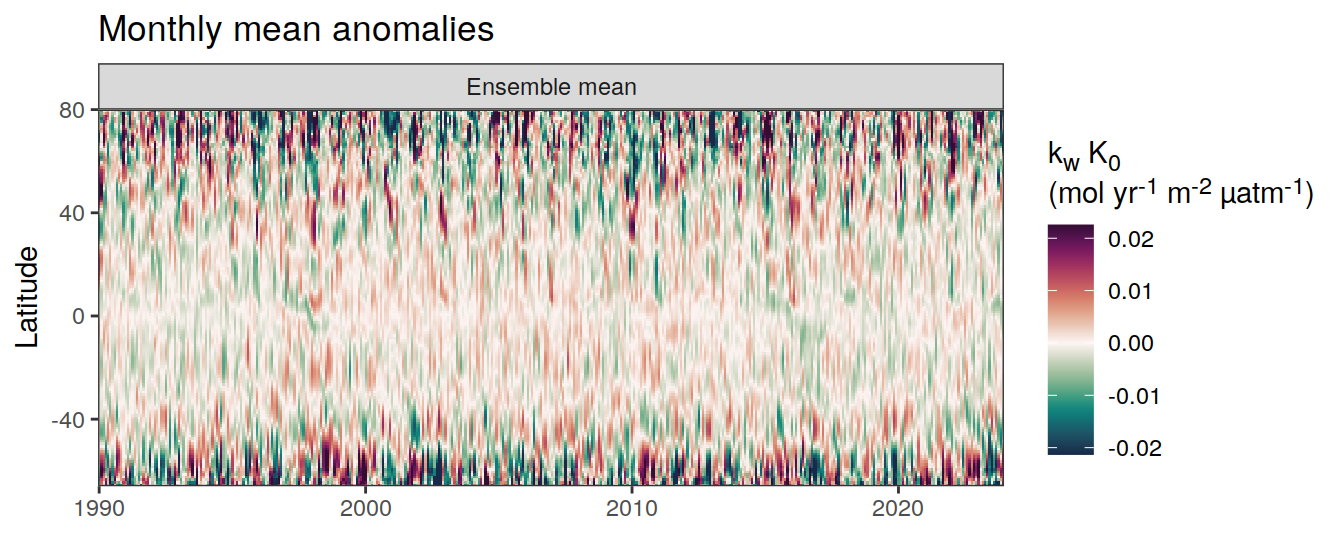 Monthly mean anomalies
Ensemble mean
80
40
0
-40
Latitude
1990 2000 2010 2020
k_w K_0
(mol yr⁻¹ m⁻² µatm⁻¹)
0.02
0.01
0.00
-0.01
-0.02